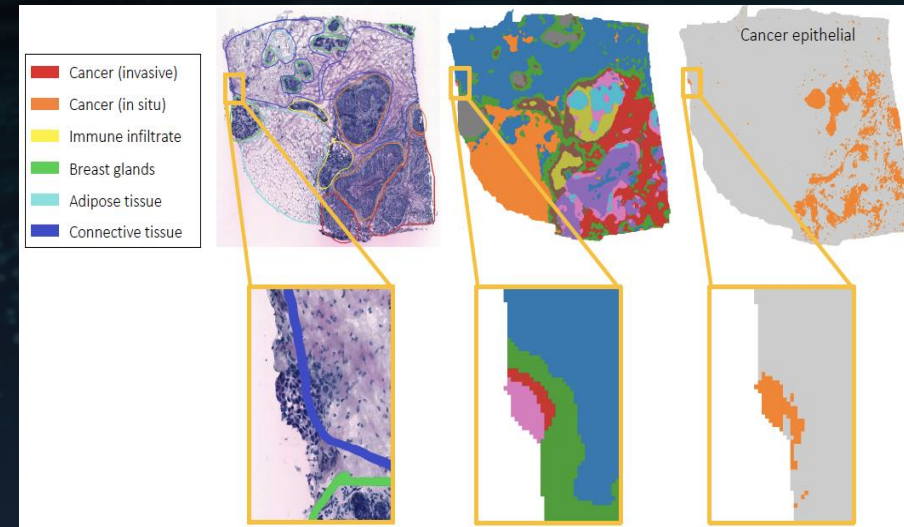 Cancer (invasive)
Cancer (in situ)
Immune infiltrate
Breast glands
Adipose tissue
Connective tissue
Cancer epithelial